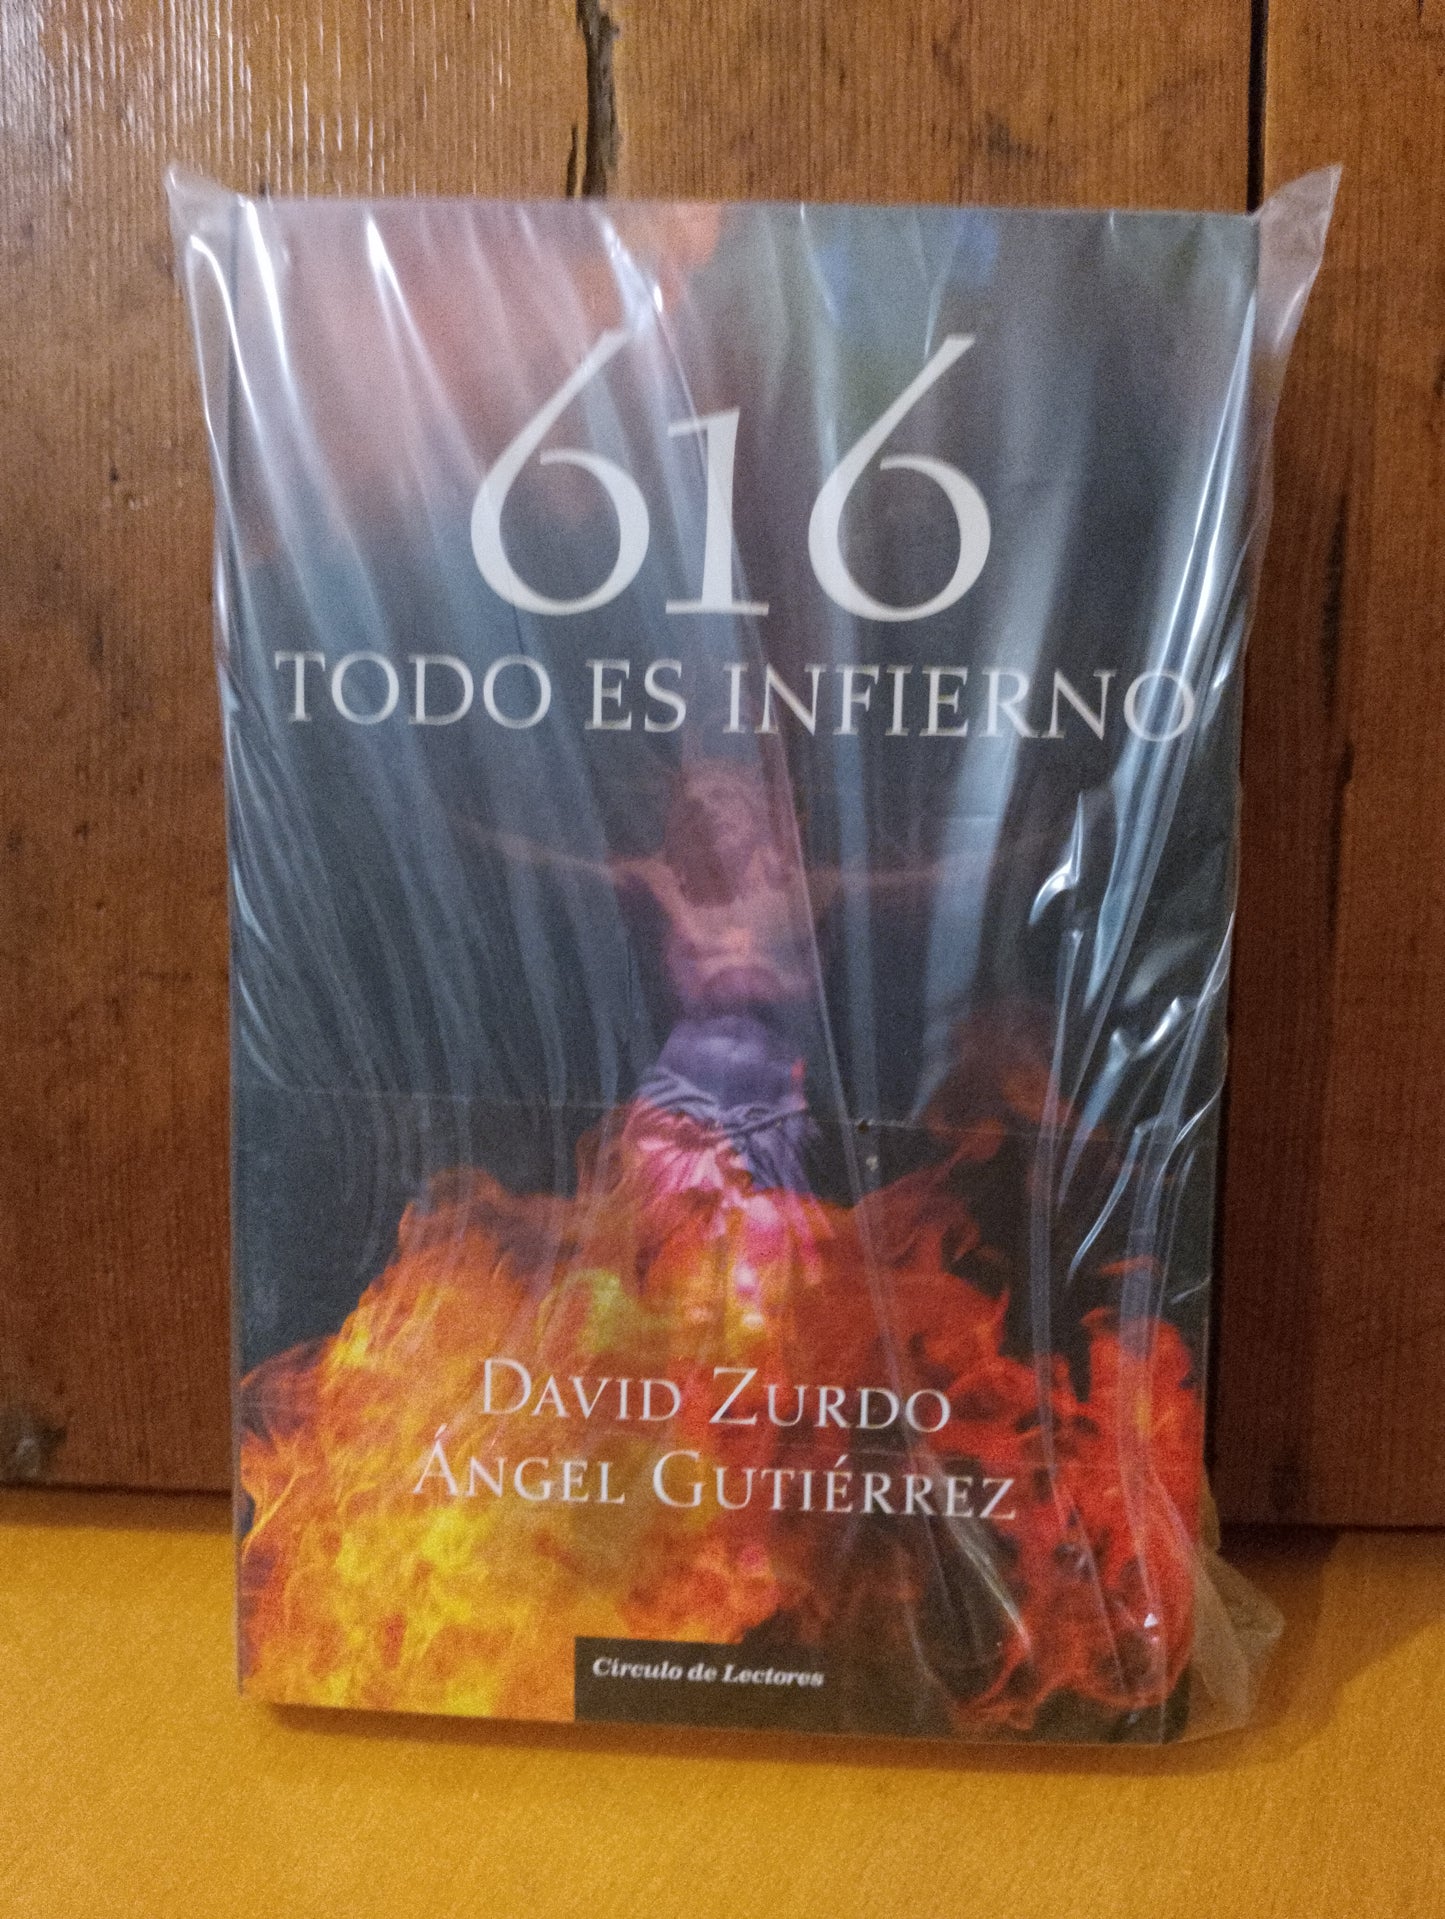 616
TODO ES INFIERNO
DAVID ZURDO
ÁNGEL GUTIÉRREZ
Círculo de Lectores